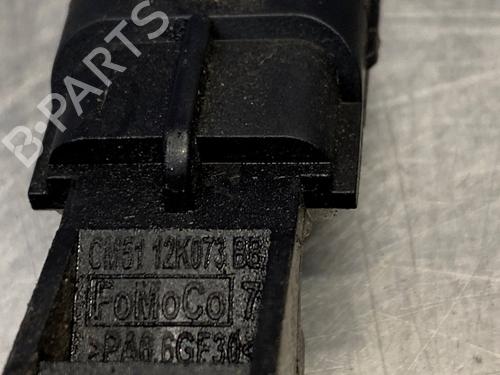 B-PARTS
CM51 12K073 BB
FoMoCo 7
>PA6.6GF30<